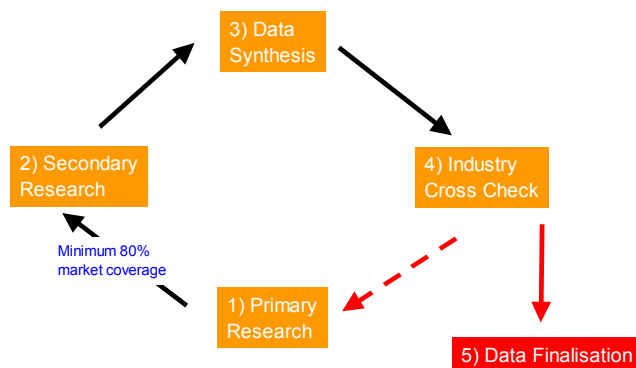 3) Data
Synthesis
2) Secondary
Research
4) Industry
Cross Check
Minimum 80%
market coverage
1) Primary
Research
5) Data Finalisation